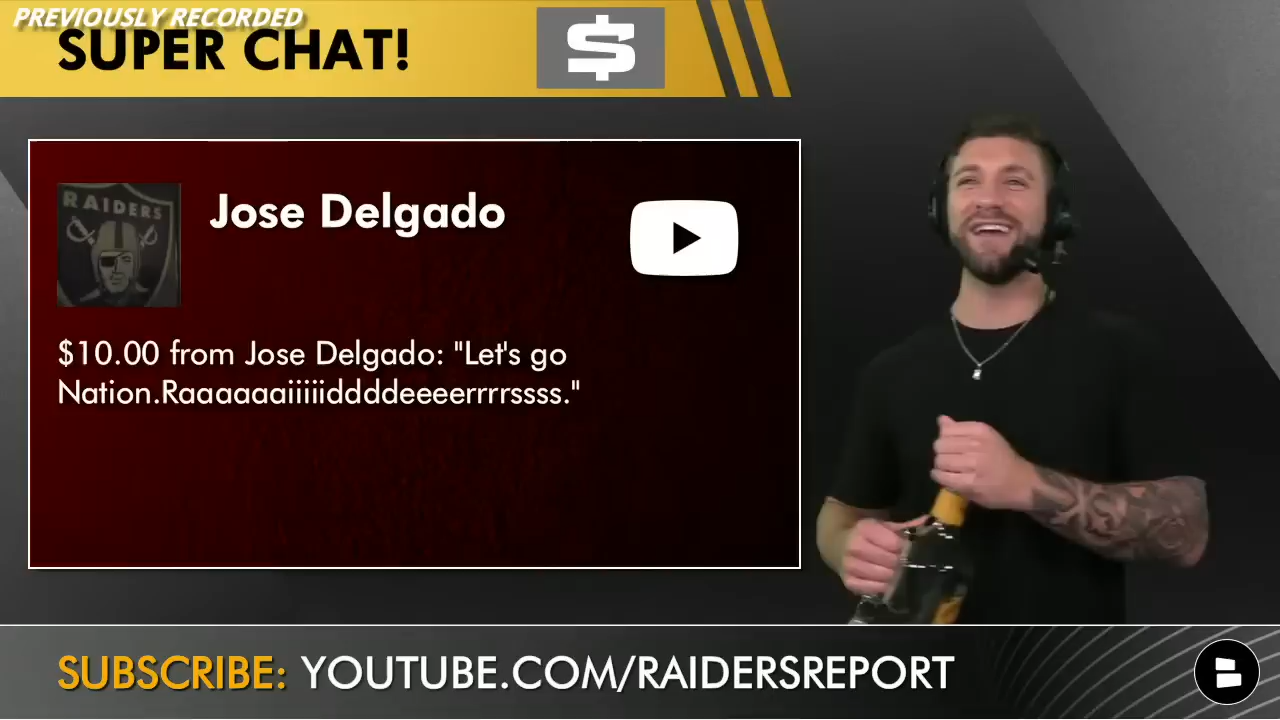 PREVIOUSLY RECORDED
SUPER CHAT!
$
RAIDERS
Jose Delgado
$10.00 from Jose Delgado: "Let's go
Nation.Raaaaaaiiiiiddddeeeerrrrssss."
SUBSCRIBE: YOUTUBE.COM/RAIDERSREPORT